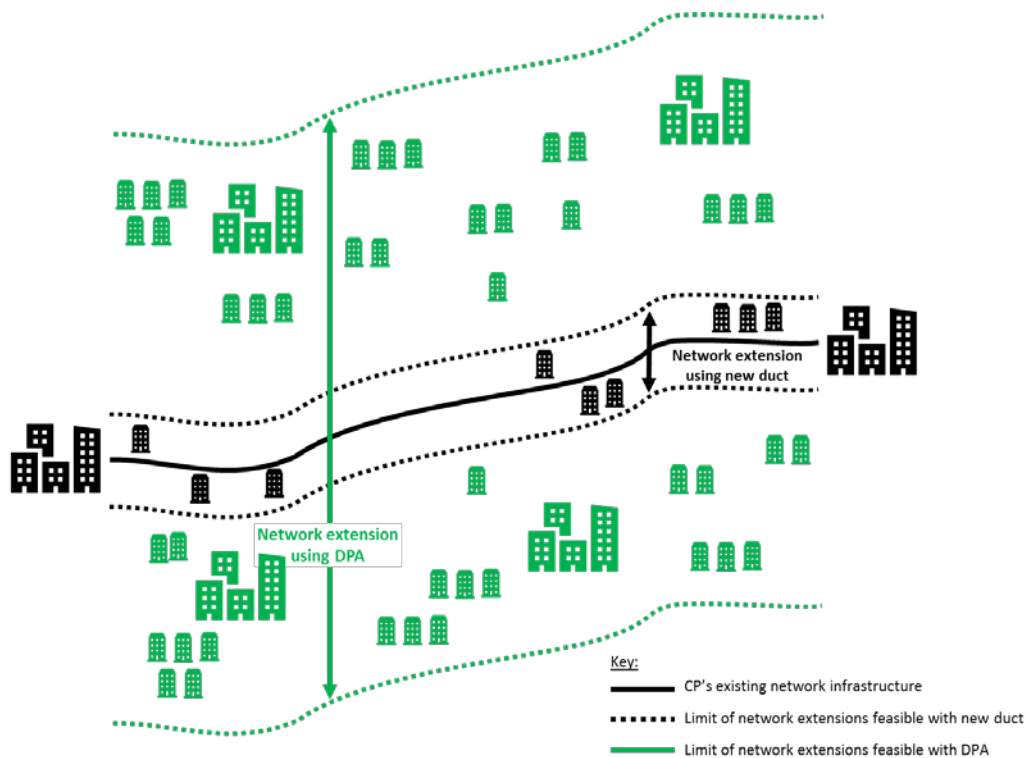 Network extension
using new duct
Network extension
using DPA
Key:
CP's existing network infrastructure
Limit of network extensions feasible with new duct
Limit of network extensions feasible with DPA